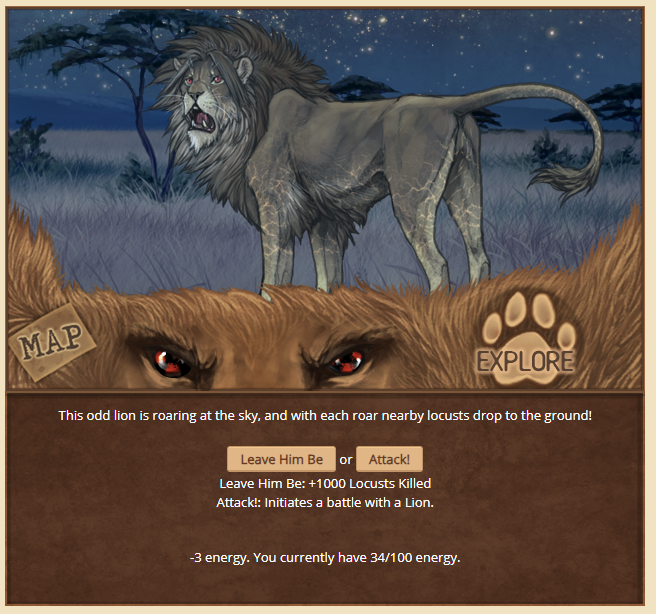 MAP
EXPLORE
This odd lion is roaring at the sky, and with each roar nearby locusts drop to the ground!
Leave Him Be or Attack!
Leave Him Be: +1000 Locusts Killed
Attack!: Initiates a battle with a Lion.
-3 energy. You currently have 34/100 energy.